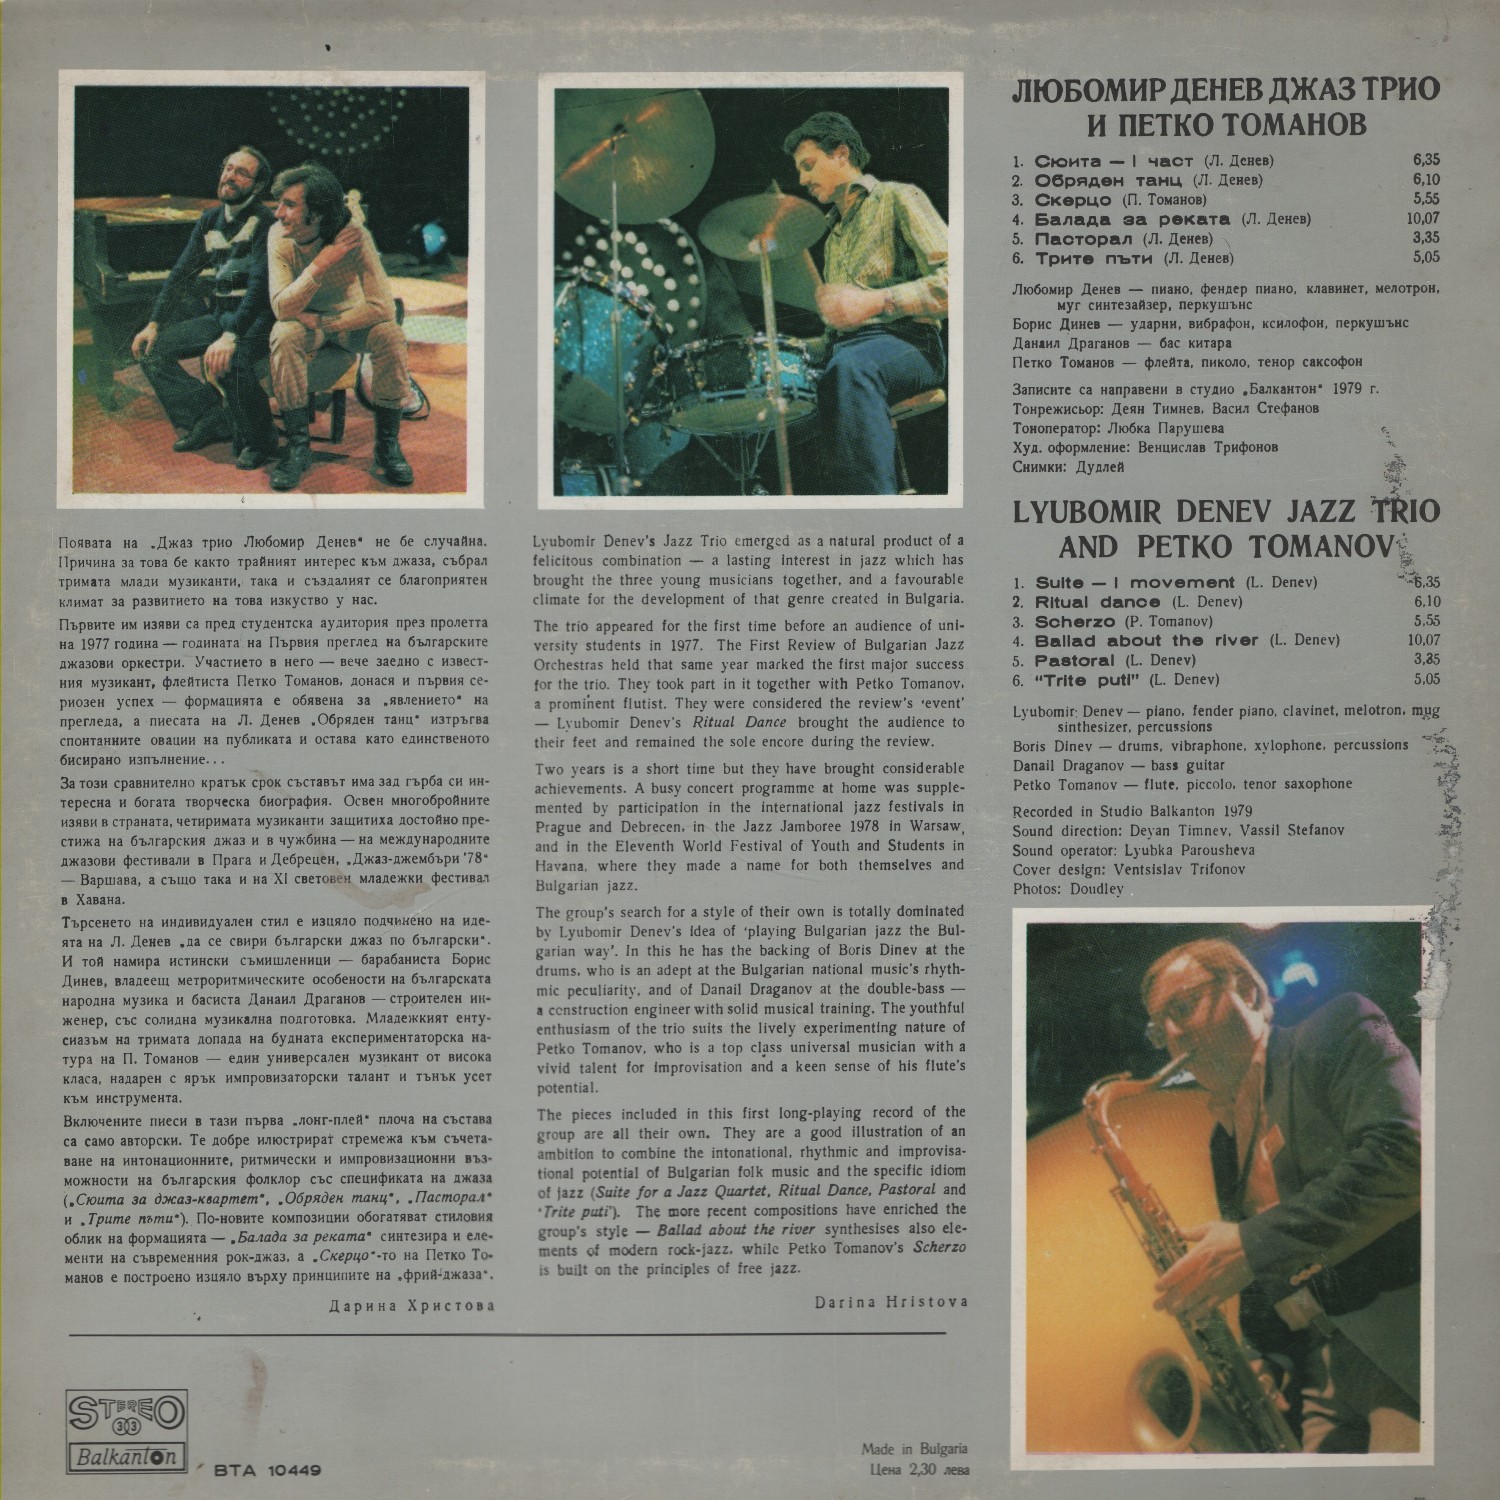 ЛЮБОМИР ДЕНЕВ ДЖАЗ ТРИО
И ПЕТКО ТОМАНОВ
1. Сюита — I част (Л. Денев) 6,35
2. Обряден танц (Л. Денев) 6,10
3. Скерцо (П. Томанов) 5,55
4. Балада за реката (Л. Денев) 10,07
5. Пасторал (Л. Денев) 3,35
6. Трите пъти (Л. Денев) 5,05
Любомир Денев — пиано, фендер пиано, клавинет, мелотрон,
муг синтезайзер, перкушънс
Борис Динев — ударни, вибрафон, ксилофон, перкушънс
Данаил Драганов — бас китара
Петко Томанов — флейта, пиколо, тенор саксофон
Записите са направени в студио „Балкантон“ 1979 г.
Тонрежисьор: Деян Тимнев, Васил Стефанов
Тоноператор: Любка Парушева
Худ. оформление: Венцислав Трифонов
Снимки: Дудлей
LYUBOMIR DENEV JAZZ TRIO
AND PETKO TOMANOV
1. Suite — I movement (L. Denev) 6,35
2. Ritual dance (L. Denev) 6,10
3. Scherzo (P. Tomanov) 5,55
4. Ballad about the river (L. Denev) 10,07
5. Pastoral (L. Denev) 3,35
6. “Trite puti” (L. Denev) 5,05
Lyubomir Denev — piano, fender piano, clavinet, melotron, mug
sinthesizer, percussions
Boris Dinev — drums, vibraphone, xylophone, percussions
Danail Draganov — bass guitar
Petko Tomanov — flute, piccolo, tenor saxophone
Recorded in Studio Balkanton 1979
Sound direction: Deyan Timnev, Vassil Stefanov
Sound operator: Lyubka Parousheva
Cover design: Ventsislav Trifonov
Photos: Doudley
Появата на „Джаз трио Любомир Денев“ не бе случайна.
Причина за това бе както трайният интерес към джаза, събрал
тримата млади музиканти, така и създалият се благоприятен
климат за развитието на това изкуство у нас.
Първите им изяви са пред студентска аудитория през пролетта
на 1977 година — годината на Първия преглед на българските
джазови оркестри. Участието в него — вече заедно с извест-
ния музикант, флейтиста Петко Томанов, донася и първия се-
риозен успех — формацията е обявена за „явлението“ на
прегледа, а пиесата на Л. Денев „Обряден танц“ изтръгва
спонтанните овации на публиката и остава като единственото
бисирано изпълнение...
За този сравнително кратък срок съставът има зад гърба си ин-
тересна и богата творческа биография. Освен многобройните
изяви в страната, четиримата музиканти защитиха достойно пре-
стижа на българския джаз и в чужбина — на международните
джазови фестивали в Прага и Дебрецен, „Джаз-джембъри '78“
— Варшава, а също така и на XI световен младежки фестивал
в Хавана.
Търсенето на индивидуален стил е изцяло подчинено на иде-
ята на Л. Денев „да се свири български джаз по български“.
И той намира истински съмишленици — барабаниста Борис
Динев, владеещ метроритмическите особености на българската
народна музика и басиста Данаил Драганов — строителен ин-
женер, със солидна музикална подготовка. Младежкият енту-
сиазъм на тримата допада на будната експериментаторска на-
тура на П. Томанов — един универсален музикант от висока
класа, надарен с ярък импровизаторски талант и тънък усет
към инструмента.
Включените пиеси в тази първа „лонг-плей“ плоча на състава
са само авторски. Те добре илюстрират стремежа към съчета-
ване на интонационните, ритмически и импровизационни въз-
можности на българския фолклор със спецификата на джаза
(„Сюита за джаз-квартет“, „Обряден танц“, „Пасторал“
и „Трите пъти“). По-новите композиции обогатяват стиловия
облик на формацията — „Балада за реката“ синтезира и еле-
менти на съвременния рок-джаз, а „Скерцо“-то на Петко То-
манов е построено изцяло върху принципите на „фрий-джаза“.
Дарина Христова
Lyubomir Denev's Jazz Trio emerged as a natural product of a
felicitous combination — a lasting interest in jazz which has
brought the three young musicians together, and a favourable
climate for the development of that genre created in Bulgaria.
The trio appeared for the first time before an audience of uni-
versity students in 1977. The First Review of Bulgarian Jazz
Orchestras held that same year marked the first major success
for the trio. They took part in it together with Petko Tomanov,
a prominent flutist. They were considered the review's ‘event’
— Lyubomir Denev's Ritual Dance brought the audience to
their feet and remained the sole encore during the review.
Two years is a short time but they have brought considerable
achievements. A busy concert programme at home was supple-
mented by participation in the international jazz festivals in
Prague and Debrecen, in the Jazz Jamboree 1978 in Warsaw,
and in the Eleventh World Festival of Youth and Students in
Havana, where they made a name for both themselves and
Bulgarian jazz.
The group's search for a style of their own is totally dominated
by Lyubomir Denev's idea of ‘playing Bulgarian jazz the Bul-
garian way’. In this he has the backing of Boris Dinev at the
drums, who is an adept at the Bulgarian national music's rhyth-
mic peculiarity, and of Danail Draganov at the double-bass —
a construction engineer with solid musical training. The youthful
enthusiasm of the trio suits the lively experimenting nature of
Petko Tomanov, who is a top class universal musician with a
vivid talent for improvisation and a keen sense of his flute's
potential.
The pieces included in this first long-playing record of the
group are all their own. They are a good illustration of an
ambition to combine the intonational, rhythmic and improvisa-
tional potential of Bulgarian folk music and the specific idiom
of jazz (Suite for a Jazz Quartet, Ritual Dance, Pastoral and
‘Trite puti’). The more recent compositions have enriched the
group's style — Ballad about the river synthesises also ele-
ments of modern rock-jazz, while Petko Tomanov's Scherzo
is built on the principles of free jazz.
Darina Hristova
STEREO
33
Balkanton
ВТА 10449
Made in Bulgaria
Цена 2,30 лева